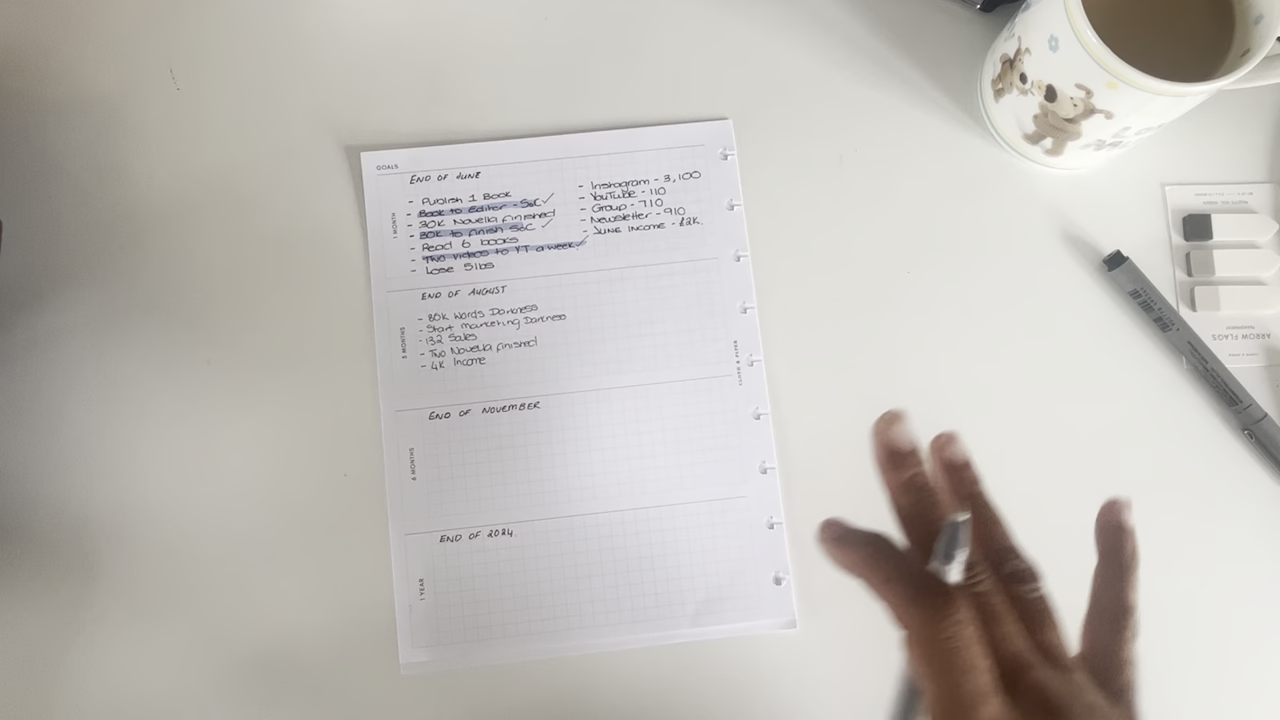 GOALS
END OF JUNE
1 MONTH
- Publish 1 Book
- Book to Editor - SoC ✓
- 30K Novella finished
- 30K to finish SoC ✓
- Read 6 books
- Two videos to YT a week ✓
- Lose 5lbs
- Instagram - 3,100
- YouTube - 110
- Group - 710
- Newsletter - 910
- JUNE INCOME - £2K.
END OF AUGUST
3 MONTHS
- 80K words Darkness
- Start marketing Darkness
- 132 Sales
- Two Novella finished
- 4K Income
CLOTH & PAPER
END OF NOVEMBER
6 MONTHS
END OF 2024
1 YEAR
ARROW FLAGS
TRANSPARENT